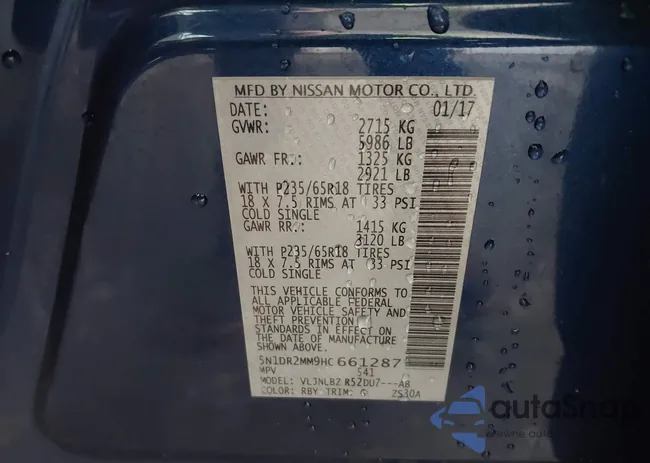 MFD BY NISSAN MOTOR CO., LTD.
DATE: 01/17
GVWR: 2715 KG
5986 LB
GAWR FR.: 1325 KG
2921 LB
WITH P235/65R18 TIRES
18 X 7.5 RIMS AT 33 PSI
COLD SINGLE
GAWR RR.: 1415 KG
3120 LB
WITH P235/65R18 TIRES
18 X 7.5 RIMS AT 33 PSI
COLD SINGLE
THIS VEHICLE CONFORMS TO
ALL APPLICABLE FEDERAL
MOTOR VEHICLE SAFETY AND
THEFT PREVENTION
STANDARDS IN EFFECT ON
THE DATE OF MANUFACTURE
SHOWN ABOVE.
5N1DR2MM9HC661287
MPV S41
MODEL: VLJNLBZ R52DU7---AB
COLOR: RBY TRIM: G 2530A
autoSnap